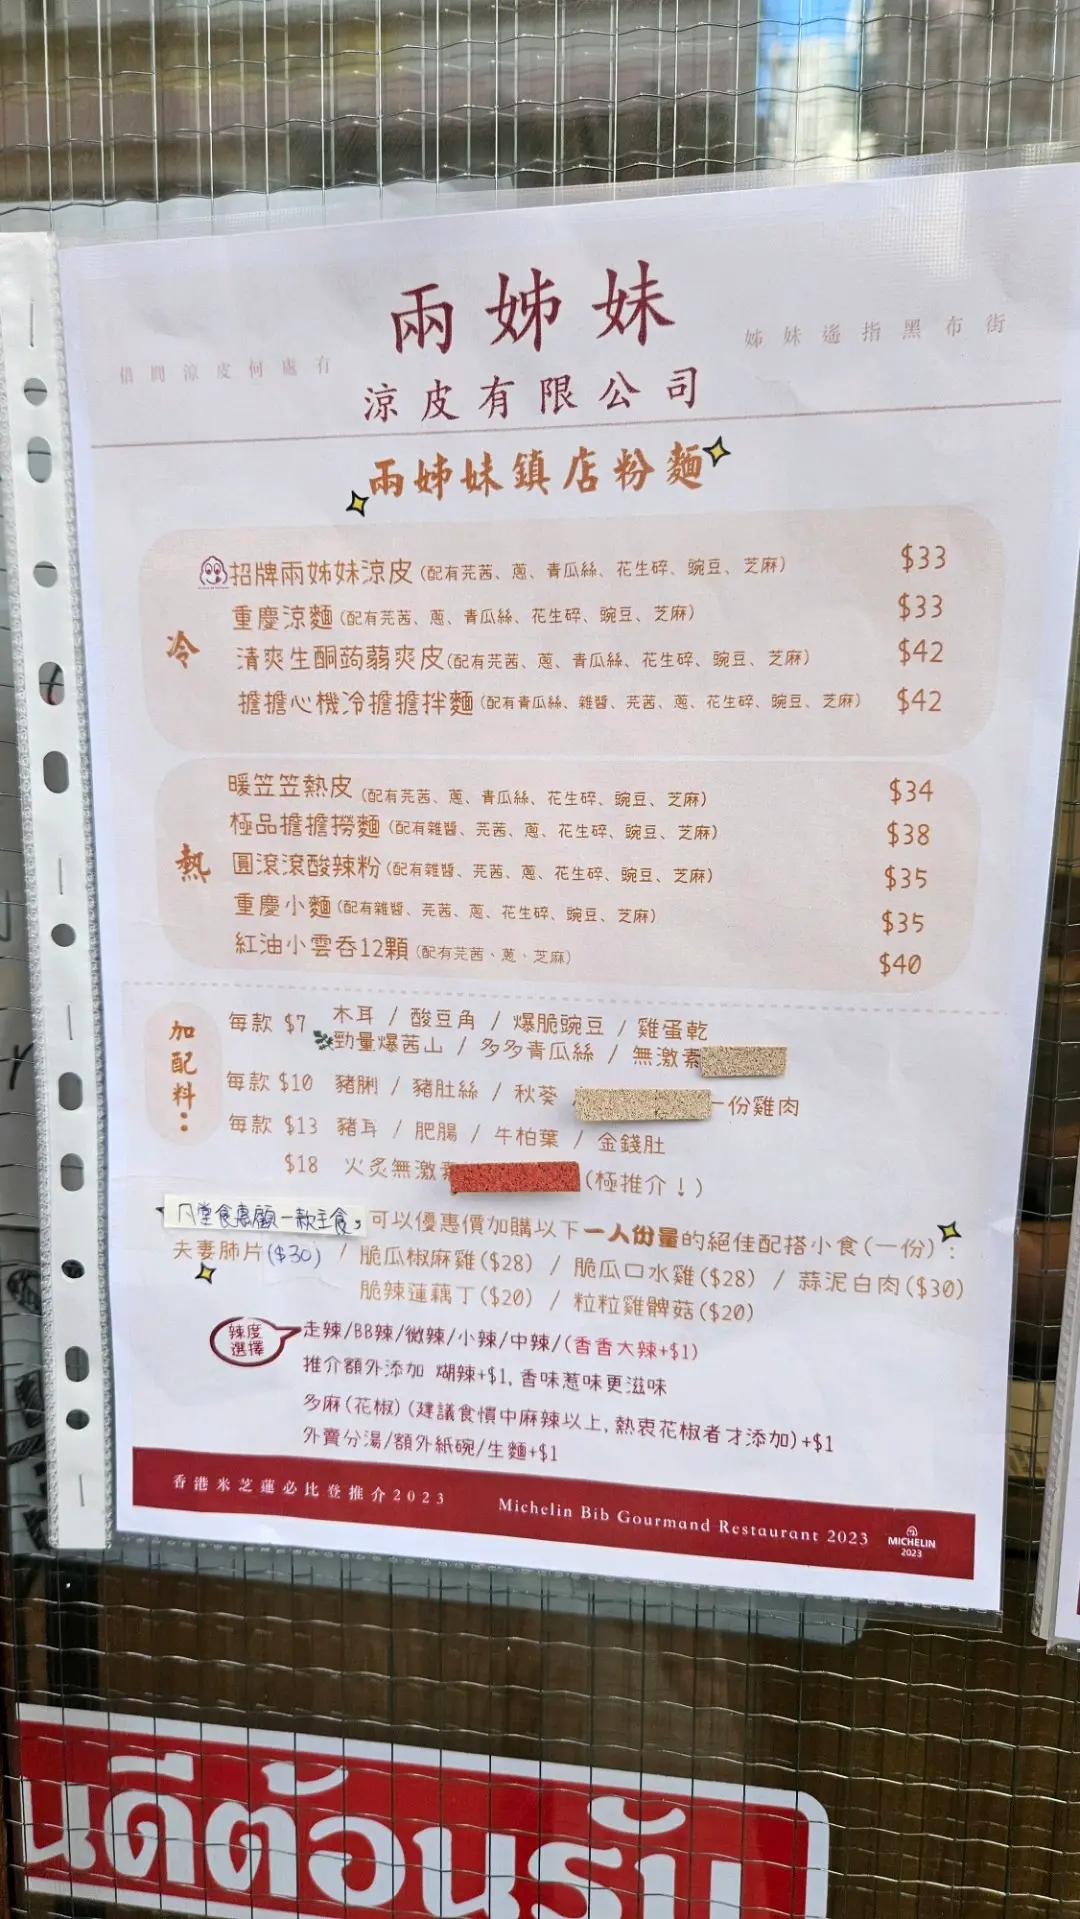 兩姊妹
借問涼皮何處有
姊妹遙指黑布街
涼皮有限公司
兩姊妹鎮店粉麵
冷
招牌兩姊妹涼皮(配有芫茜、蔥、青瓜絲、花生碎、豌豆、芝麻) $33
重慶涼麵(配有芫茜、蔥、青瓜絲、花生碎、豌豆、芝麻) $33
清爽生酮蒟蒻爽皮(配有芫茜、蔥、青瓜絲、花生碎、豌豆、芝麻) $42
擔擔心機冷擔擔拌麵(配有青瓜絲、雜醬、芫茜、蔥、花生碎、豌豆、芝麻) $42
熱
暖笠笠熱皮(配有芫茜、蔥、青瓜絲、花生碎、豌豆、芝麻) $34
極品擔擔撈麵(配有雜醬、芫茜、蔥、花生碎、豌豆、芝麻) $38
圓滾滾酸辣粉(配有雜醬、芫茜、蔥、花生碎、豌豆、芝麻) $35
重慶小麵(配有雜醬、芫茜、蔥、花生碎、豌豆、芝麻) $35
紅油小雲吞12顆(配有芫茜、蔥、芝麻) $40
加配料：
每款 $7 木耳 / 酸豆角 / 爆脆豌豆 / 雞蛋乾
勁量爆茜山 / 多多青瓜絲 / 無激素
每款 $10 豬脷 / 豬肚絲 / 秋葵 一份雞肉
每款 $13 豬耳 / 肥腸 / 牛柏葉 / 金錢肚
$18 火炙無激 (極推介！)
凡堂食惠顧一款主食，可以優惠價加購以下一人份量的絕佳配搭小食(一份)：
夫妻肺片($30) / 脆瓜椒麻雞($28) / 脆瓜口水雞($28) / 蒜泥白肉($30)
脆辣蓮藕丁($20) / 粒粒雞髀菇($20)
辣度選擇
走辣/BB辣/微辣/小辣/中辣/(香香大辣+$1)
推介額外添加 煳辣+$1,香味惹味更滋味
多麻(花椒)(建議食慣中麻辣以上,熱衷花椒者才添加)+$1
外賣分湯/額外紙碗/生麵+$1
香港米芝蓮必比登推介2023 Michelin Bib Gourmand Restaurant 2023
MICHELIN
2023
นดีต้อนรับ